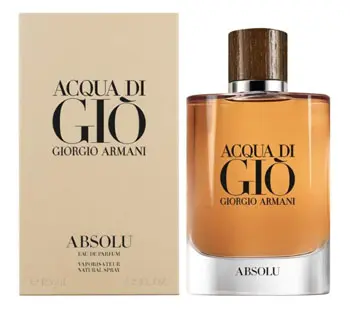 ACQUA DI
GIÒ
GIORGIO ARMANI
ABSOLU
EAU DE PARFUM
VAPORISATEUR
NATURAL SPRAY
ACQUA DI
GIÒ
GIORGIO ARMANI
ABSOLU